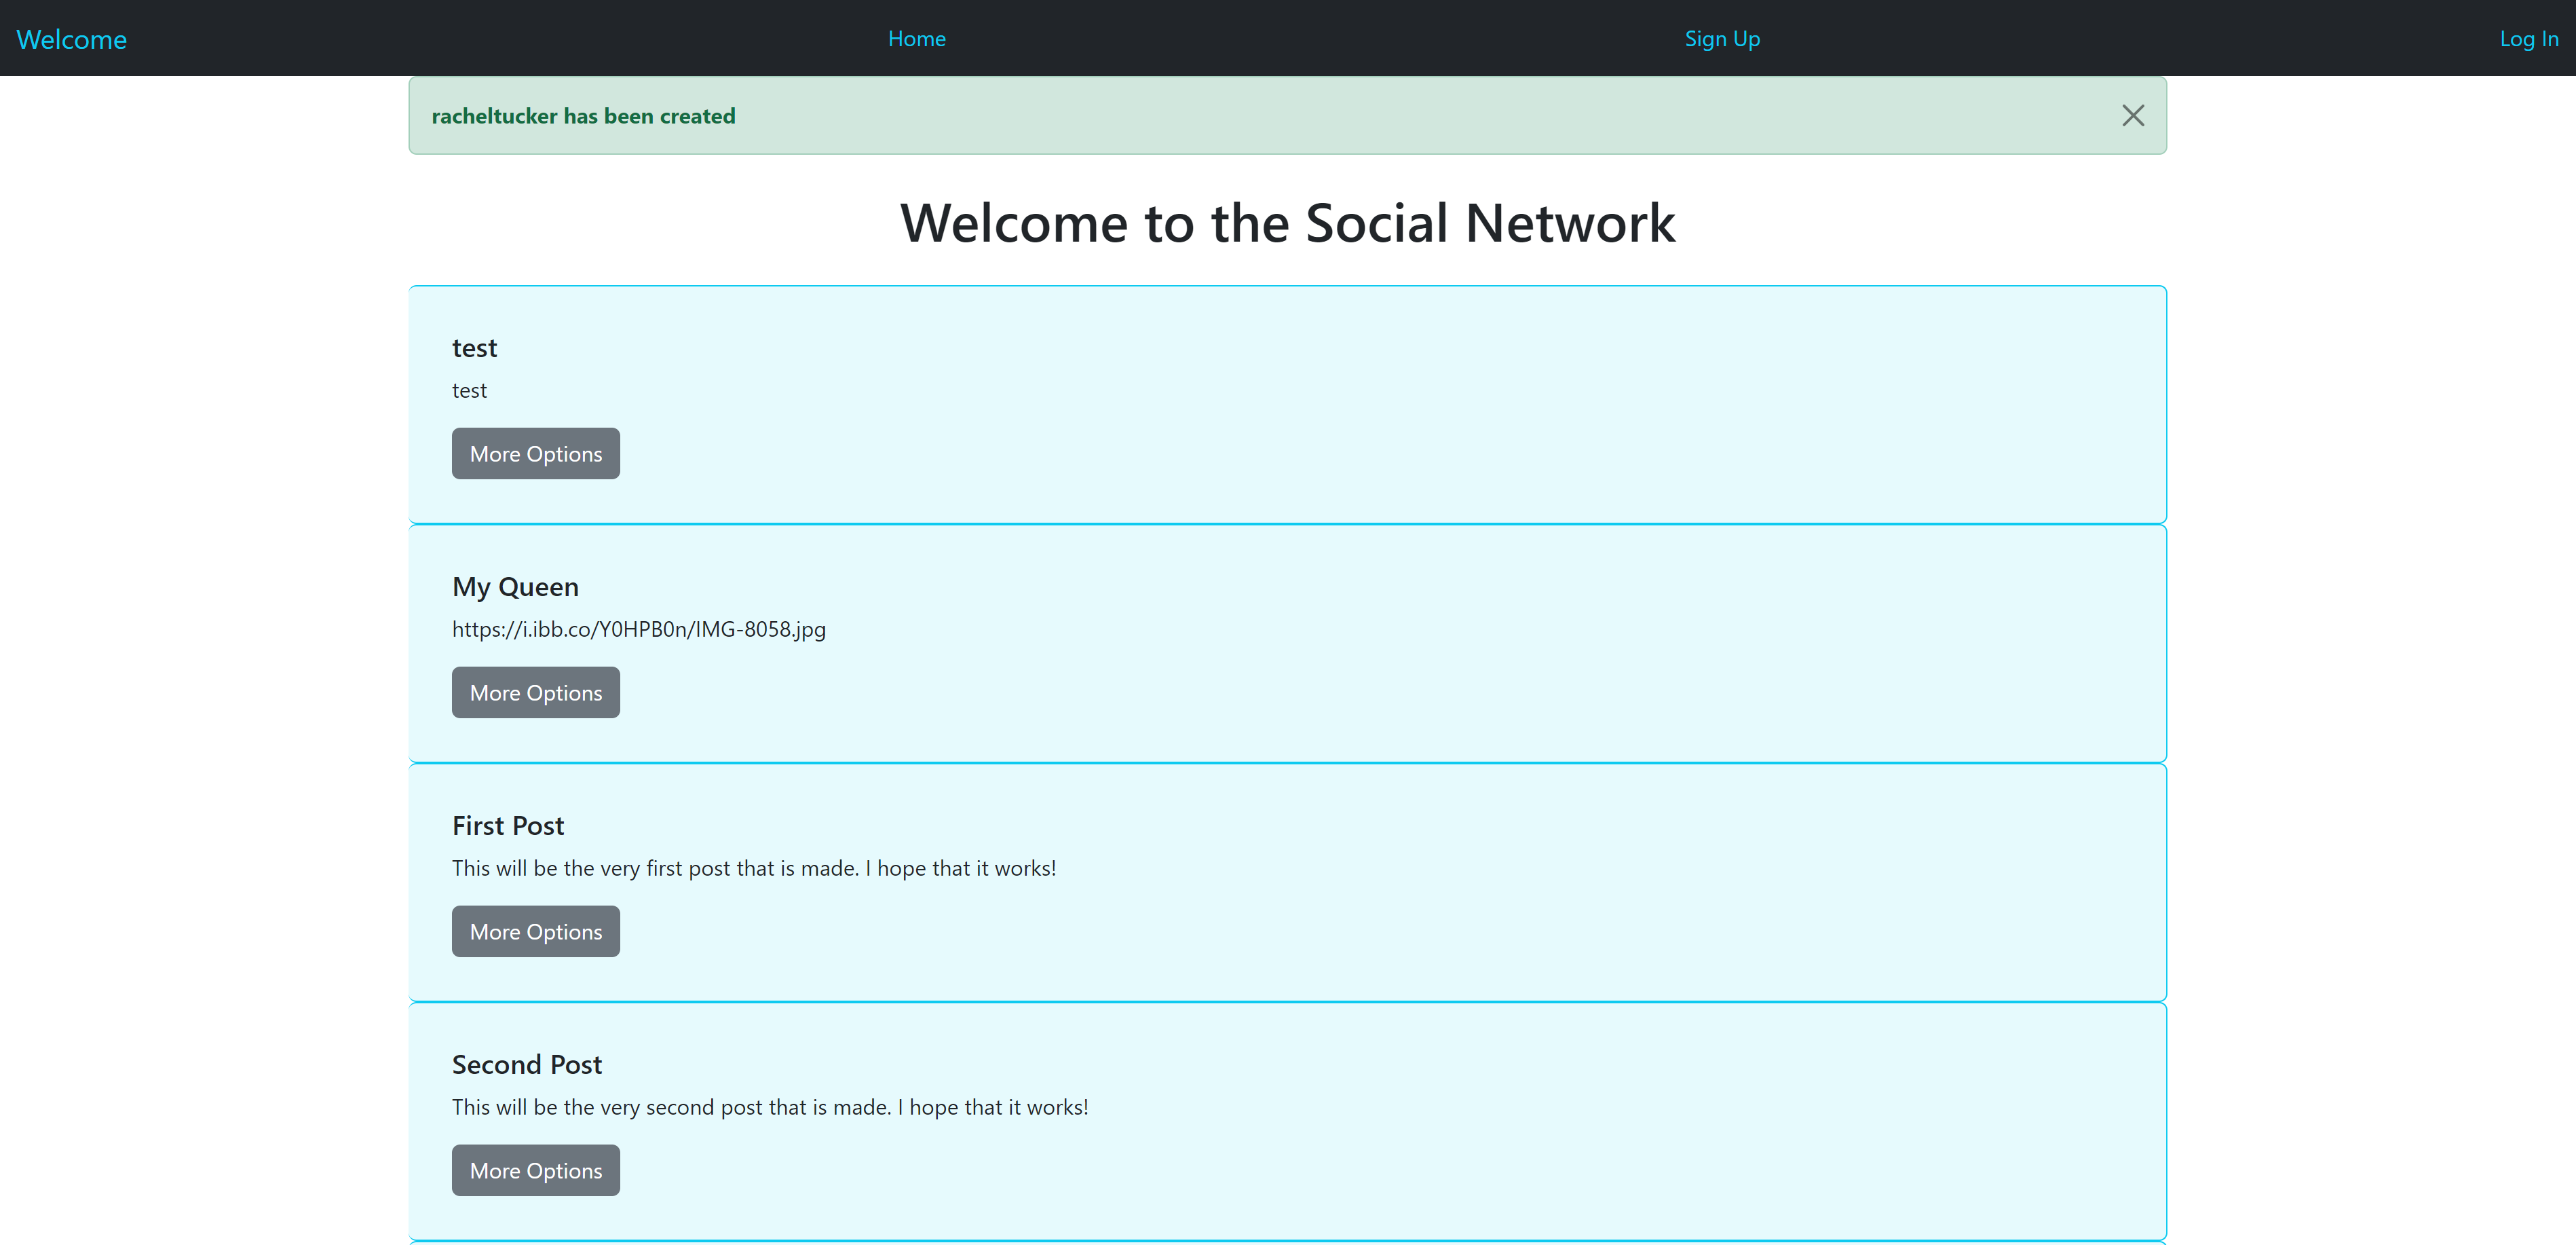 Welcome Home Sign Up Log In
racheltucker has been created
Welcome to the Social Network
test
test
More Options
My Queen
https://i.ibb.co/Y0HPB0n/IMG-8058.jpg
More Options
First Post
This will be the very first post that is made. I hope that it works!
More Options
Second Post
This will be the very second post that is made. I hope that it works!
More Options